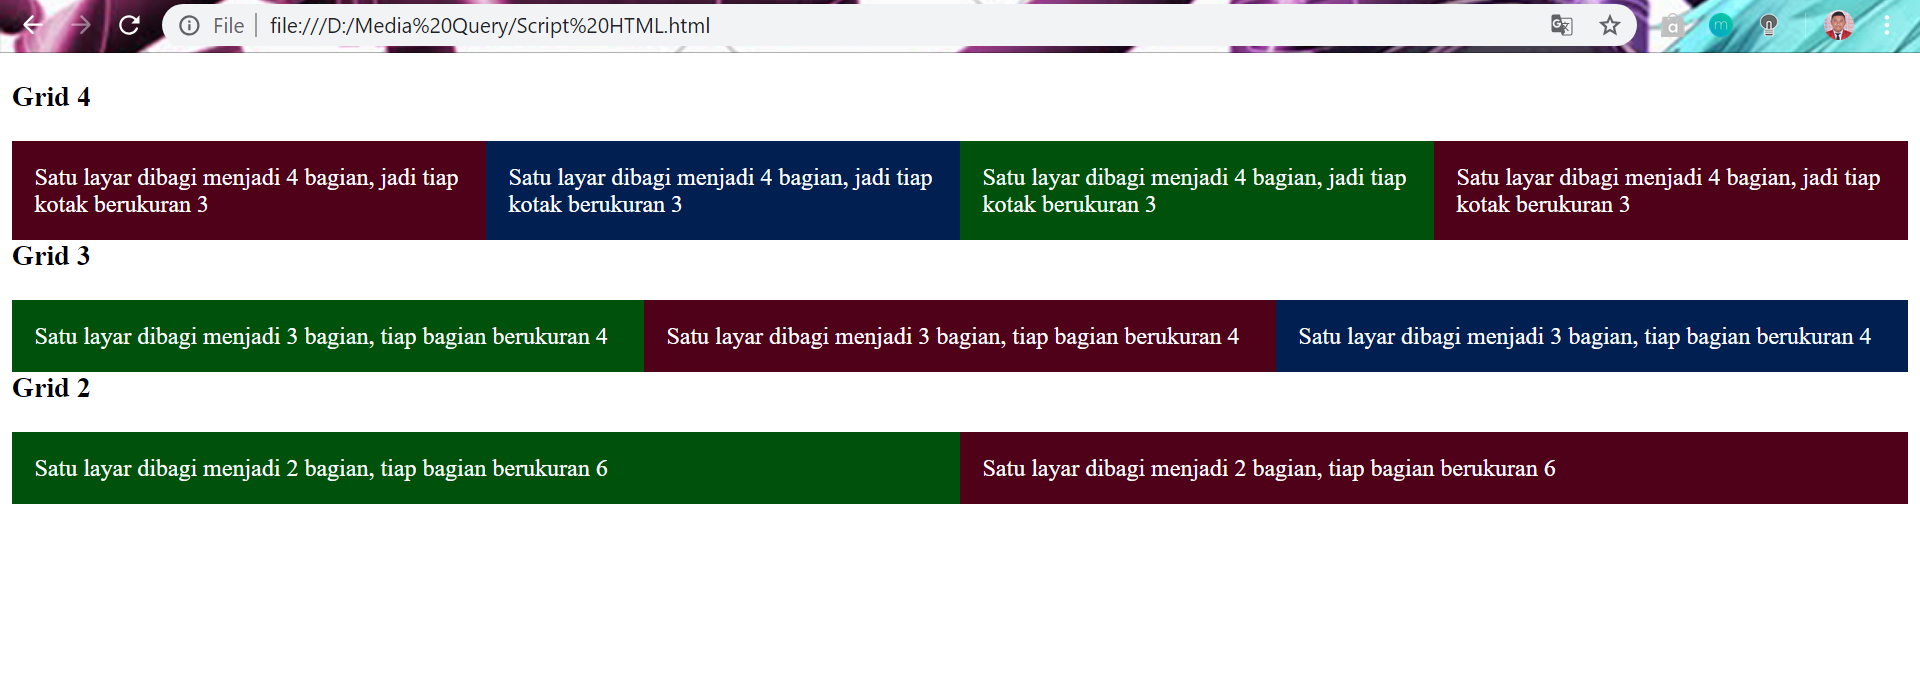 File file:///D:/Media%20Query/Script%20HTML.html
Grid 4
Satu layar dibagi menjadi 4 bagian, jadi tiap
kotak berukuran 3
Satu layar dibagi menjadi 4 bagian, jadi tiap
kotak berukuran 3
Satu layar dibagi menjadi 4 bagian, jadi tiap
kotak berukuran 3
Satu layar dibagi menjadi 4 bagian, jadi tiap
kotak berukuran 3
Grid 3
Satu layar dibagi menjadi 3 bagian, tiap bagian berukuran 4
Satu layar dibagi menjadi 3 bagian, tiap bagian berukuran 4
Satu layar dibagi menjadi 3 bagian, tiap bagian berukuran 4
Grid 2
Satu layar dibagi menjadi 2 bagian, tiap bagian berukuran 6
Satu layar dibagi menjadi 2 bagian, tiap bagian berukuran 6